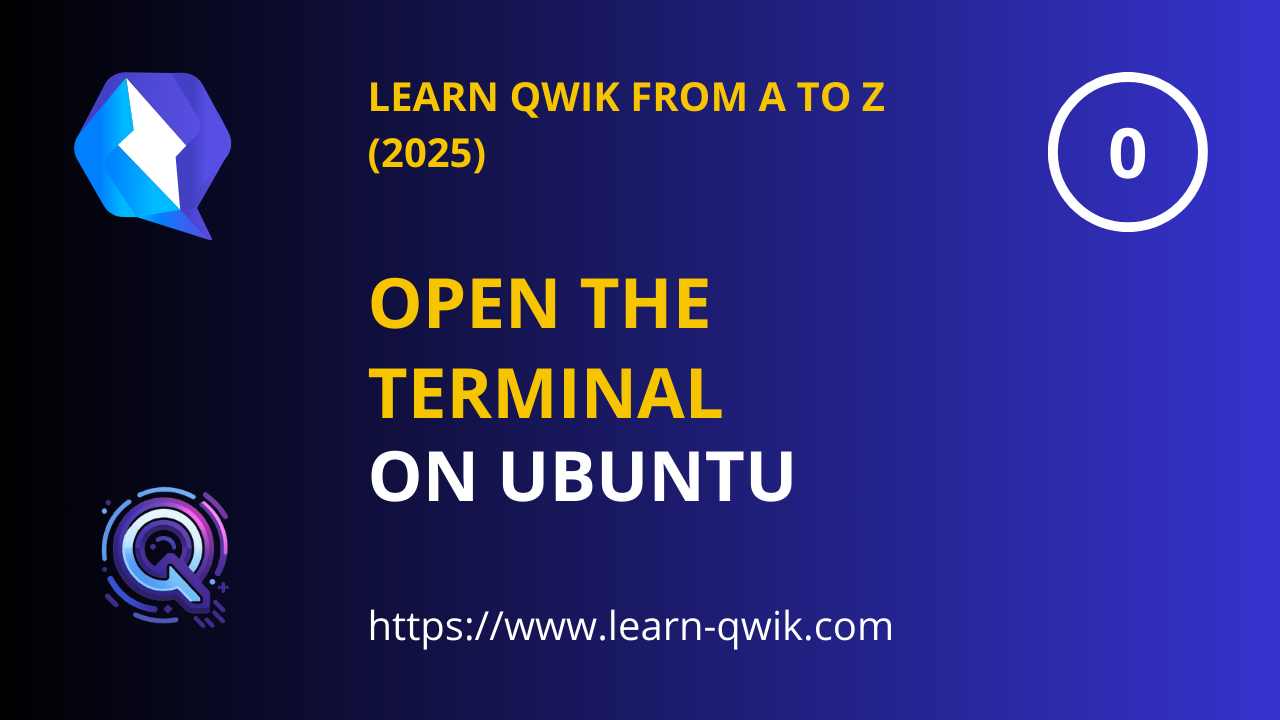 LEARN QWIK FROM A TO Z
(2025)
0
OPEN THE
TERMINAL
ON UBUNTU
https://www.learn-qwik.com